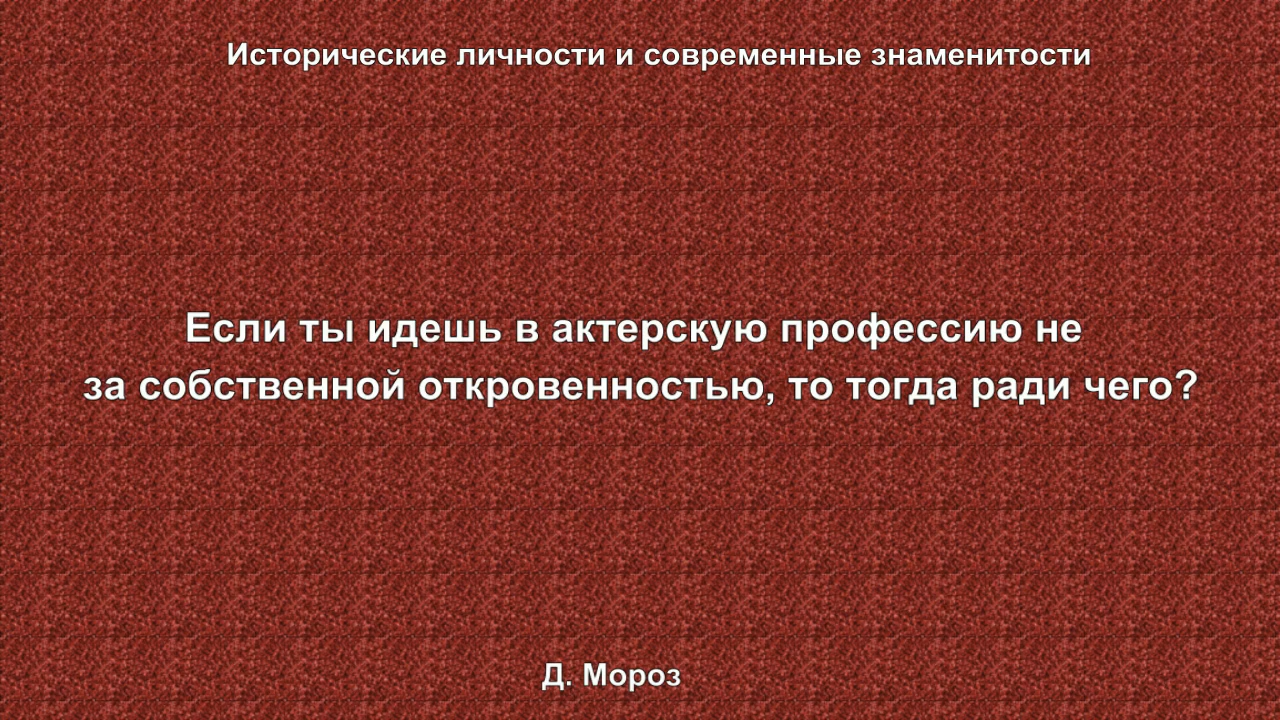 Исторические личности и современные знаменитости
Если ты идешь в актерскую профессию не
за собственной откровенностью, то тогда ради чего?
Д. Мороз